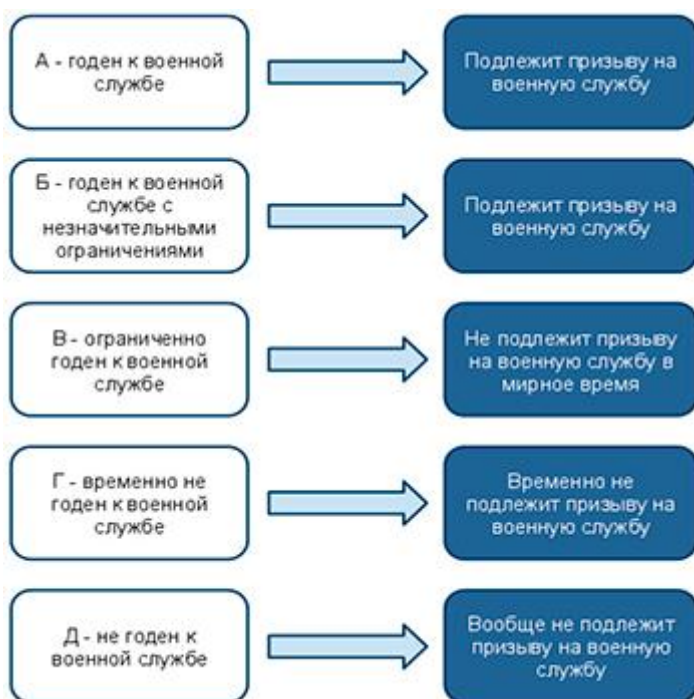 А - годен к военной
службе
Подлежит призыву на
военную службу
Б - годен к военной
службе с
незначительными
ограничениями
Подлежит призыву на
военную службу
В - ограниченно
годен к военной
службе
Не подлежит призыву
на военную службу в
мирное время
Г - временно не
годен к военной
службе
Временно не
подлежит призыву на
военную службу
Д - не годен к
военной службе
Вообще не подлежит
призыву на военную
службу